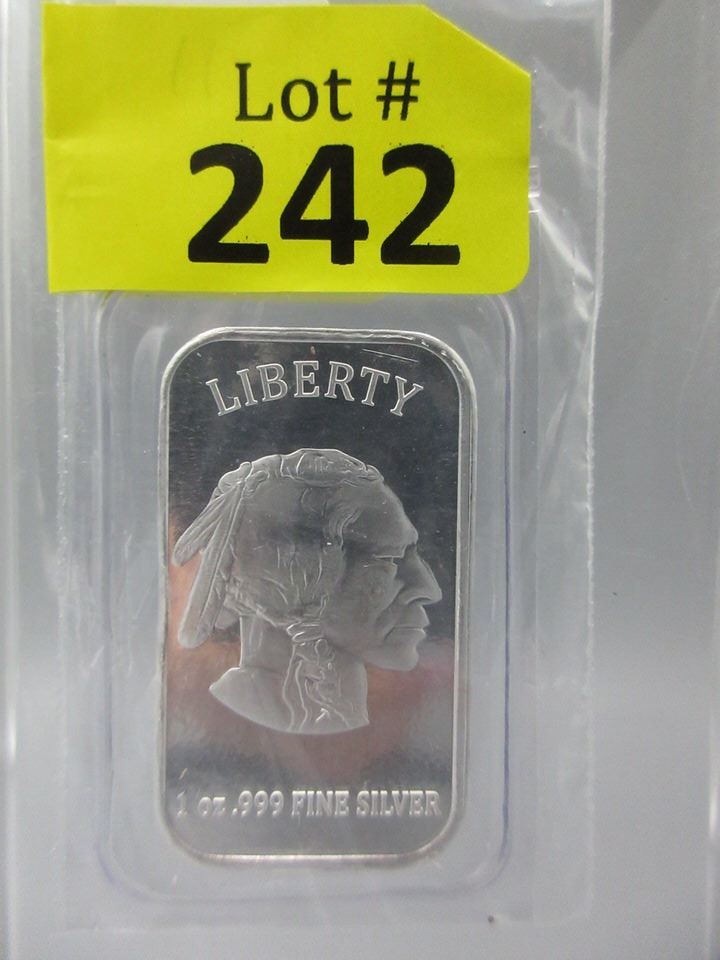 Lot #
242
LIBERTY
1 oz .999 FINE SILVER